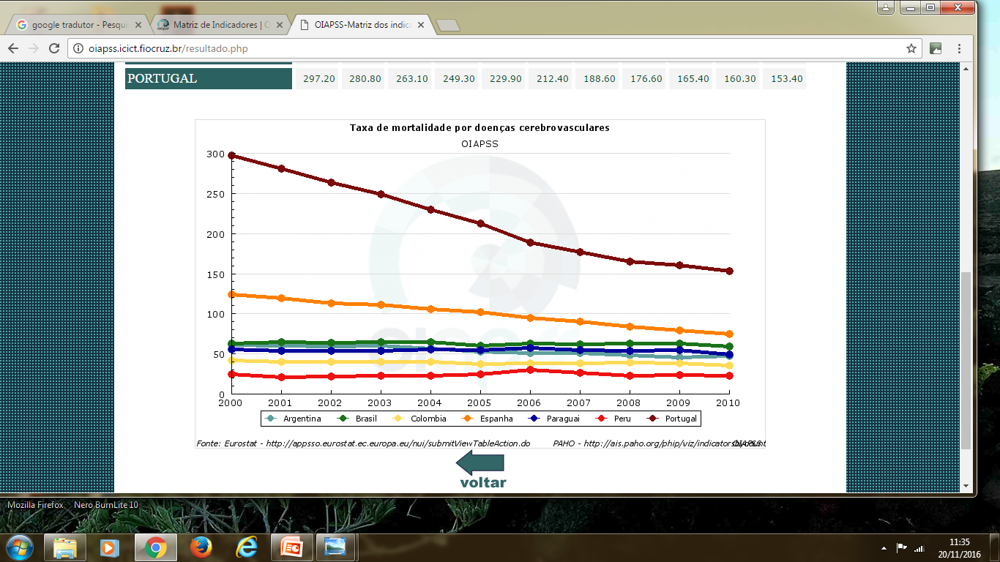 google tradutor - Pesqui
Matriz de Indicadores | O
OIAPSS-Matriz dos indica
oiapss.icict.fiocruz.br/resultado.php
PORTUGAL 297.20 280.80 263.10 249.30 229.90 212.40 188.60 176.60 165.40 160.30 153.40
Taxa de mortalidade por doenças cerebrovasculares
OIAPSS
300
250
200
150
100
50
0
2000 2001 2002 2003 2004 2005 2006 2007 2008 2009 2010
Argentina Brasil Colombia Espanha Paraguai Peru Portugal
Fonte: Eurostat - http://appsso.eurostat.ec.europa.eu/nui/submitViewTableAction.do PAHO - http://ais.paho.org/phip/viz/indicatorsbycount
voltar
Mozilla Firefox Nero BurnLite 10
11:35
20/11/2016